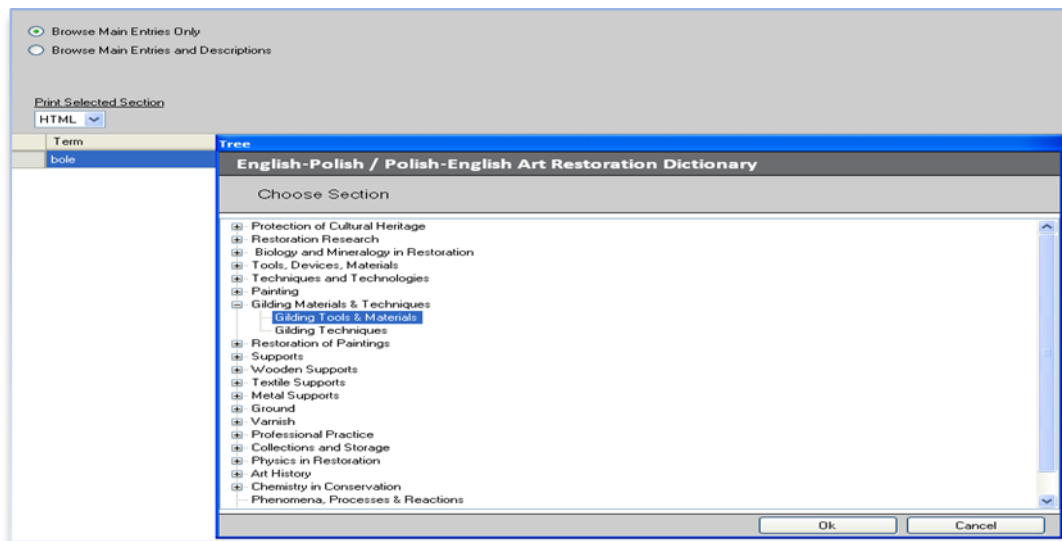 Browse Main Entries Only
Browse Main Entries and Descriptions
Print Selected Section
HTML
Term
bole
Tree
English-Polish / Polish-English Art Restoration Dictionary
Choose Section
Protection of Cultural Heritage
Restoration Research
Biology and Mineralogy in Restoration
Tools, Devices, Materials
Techniques and Technologies
Painting
Gilding Materials & Techniques
Gilding Tools & Materials
Gilding Techniques
Restoration of Paintings
Supports
Wooden Supports
Textile Supports
Metal Supports
Ground
Varnish
Professional Practice
Collections and Storage
Physics in Restoration
Art History
Chemistry in Conservation
Phenomena, Processes & Reactions
Ok Cancel